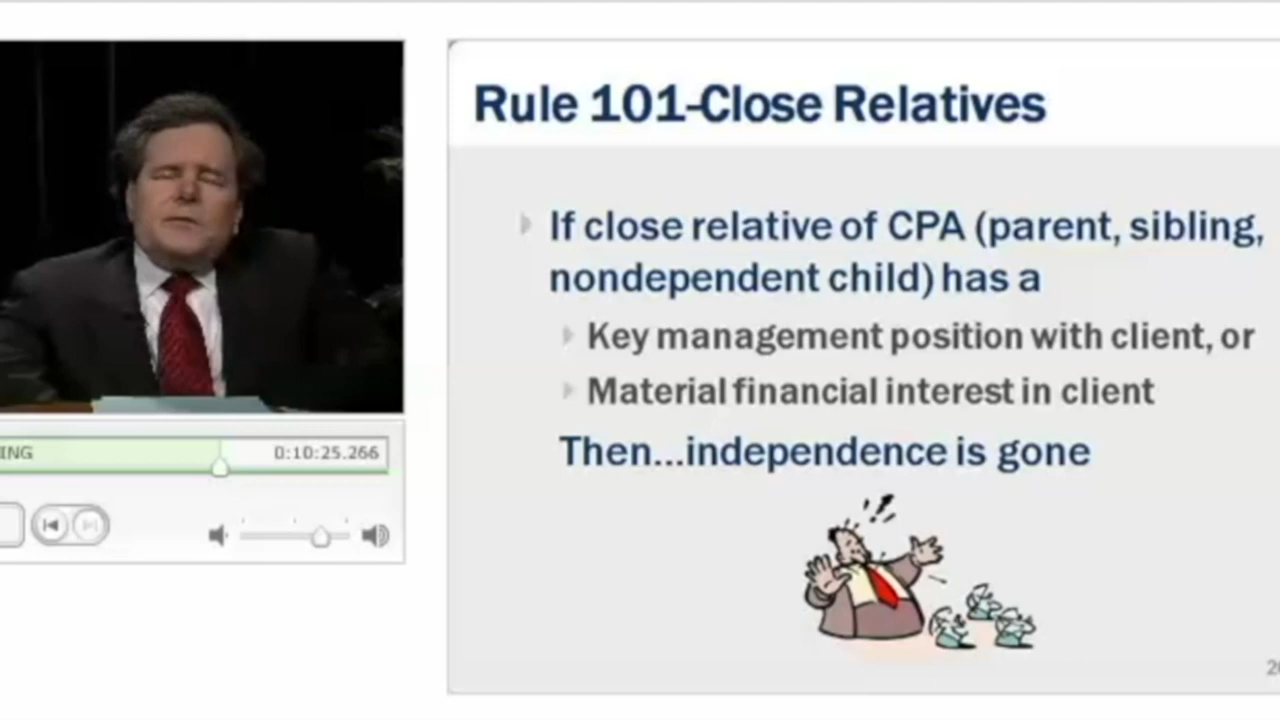 Rule 101-Close Relatives
If close relative of CPA (parent, sibling,
nondependent child) has a
Key management position with client, or
Material financial interest in client
Then...independence is gone
ING
0:10:25.266